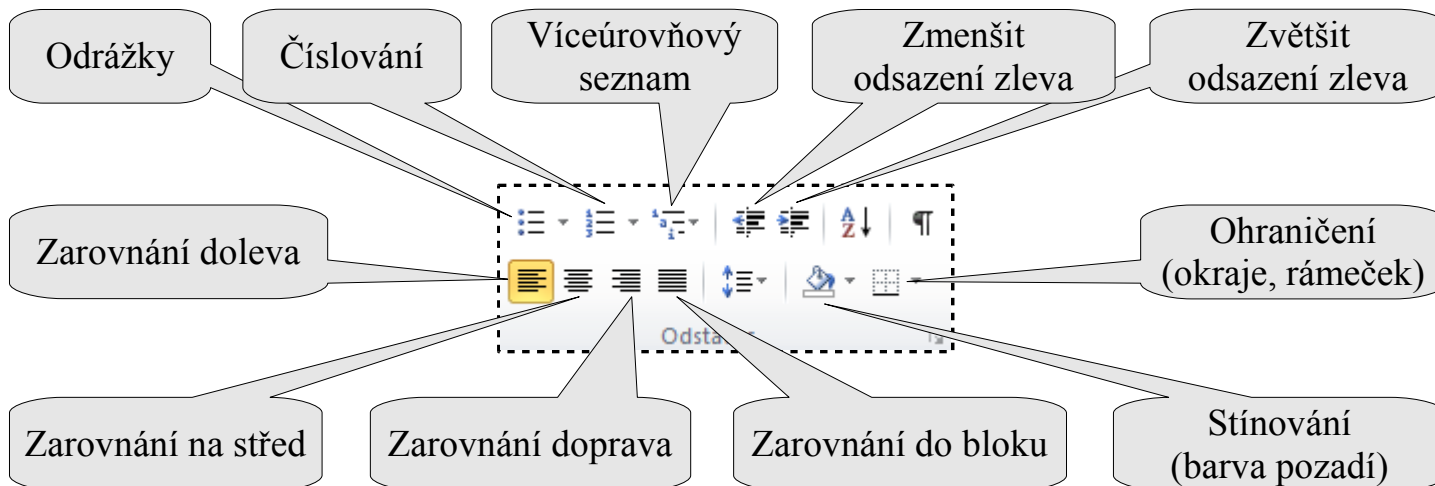 Odrážky
Číslování
Víceúrovňový
seznam
Zmenšit
odsazení zleva
Zvětšit
odsazení zleva
Zarovnání doleva
Ohraničení
(okraje, rámeček)
Zarovnání na střed
Zarovnání doprava
Zarovnání do bloku
Stínování
(barva pozadí)